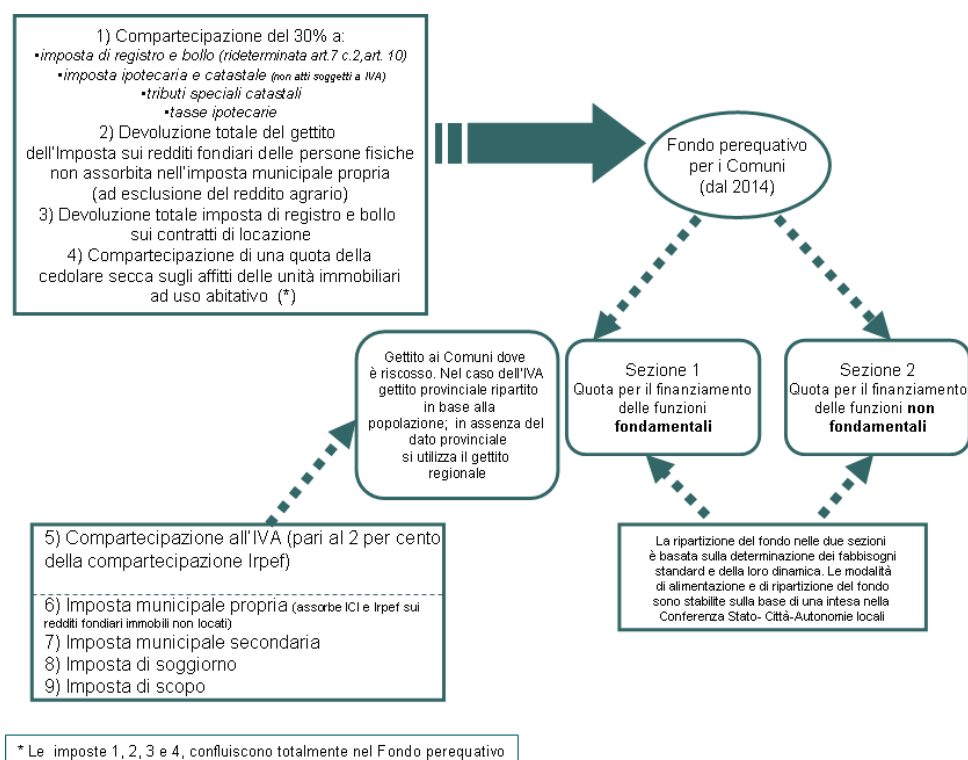 1) Compartecipazione del 30% a:
•imposta di registro e bollo (rideterminata art.7 c.2,art. 10)
•imposta ipotecaria e catastale (non atti soggetti a IVA)
•tributi speciali catastali
•tasse ipotecarie
2) Devoluzione totale del gettito
dell'Imposta sui redditi fondiari delle persone fisiche
non assorbita nell'imposta municipale propria
(ad esclusione del reddito agrario)
3) Devoluzione totale imposta di registro e bollo
sui contratti di locazione
4) Compartecipazione di una quota della
cedolare secca sugli affitti delle unità immobiliari
ad uso abitativo (*)
Fondo perequativo
per i Comuni
(dal 2014)
Gettito ai Comuni dove
è riscosso. Nel caso dell'IVA
gettito provinciale ripartito
in base alla
popolazione; in assenza del
dato provinciale
si utilizza il gettito
regionale
Sezione 1
Quota per il finanziamento
delle funzioni
fondamentali
Sezione 2
Quota per il finanziamento
delle funzioni non
fondamentali
5) Compartecipazione all'IVA (pari al 2 per cento
della compartecipazione Irpef)
6) Imposta municipale propria (assorbe ICI e Irpef sui
redditi fondiari immobili non locati)
7) Imposta municipale secondaria
8) Imposta di soggiorno
9) Imposta di scopo
La ripartizione del fondo nelle due sezioni
è basata sulla determinazione dei fabbisogni
standard e della loro dinamica. Le modalità
di alimentazione e di ripartizione del fondo
sono stabilite sulla base di una intesa nella
Conferenza Stato- Città-Autonomie locali
* Le imposte 1, 2, 3 e 4, confluiscono totalmente nel Fondo perequativo